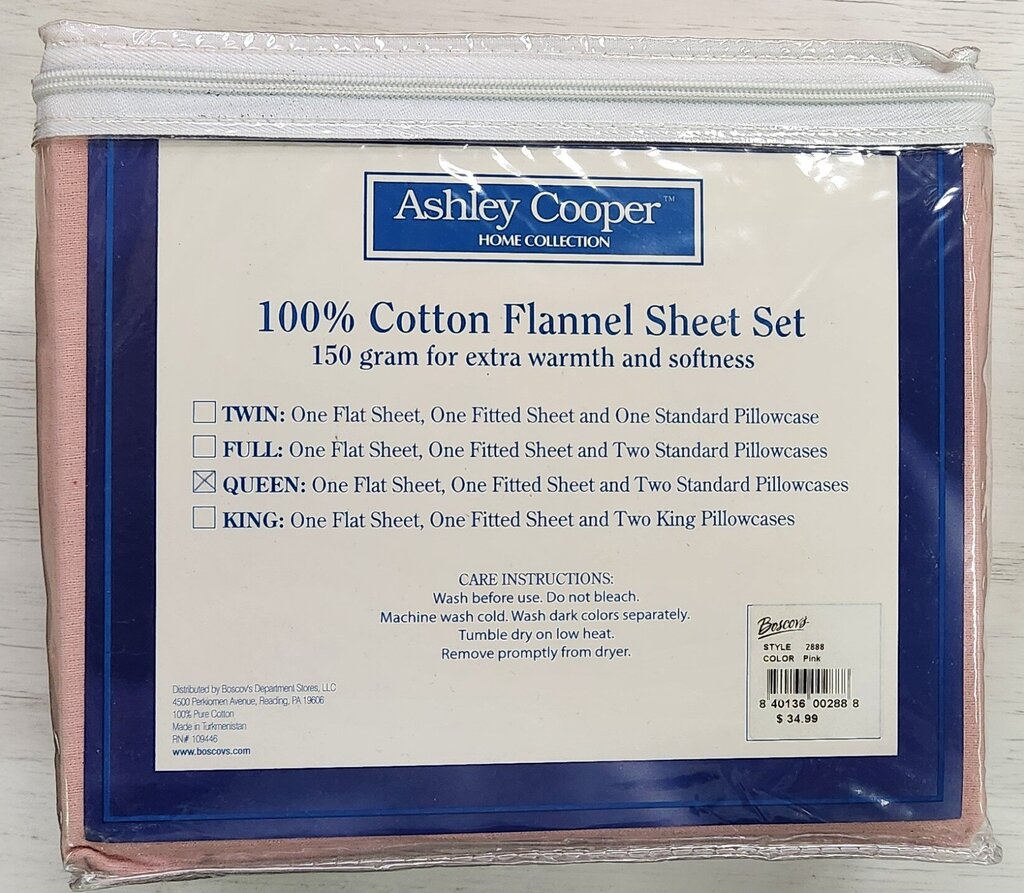 Ashley Cooper™
HOME COLLECTION
100% Cotton Flannel Sheet Set
150 gram for extra warmth and softness
TWIN: One Flat Sheet, One Fitted Sheet and One Standard Pillowcase
FULL: One Flat Sheet, One Fitted Sheet and Two Standard Pillowcases
QUEEN: One Flat Sheet, One Fitted Sheet and Two Standard Pillowcases
KING: One Flat Sheet, One Fitted Sheet and Two King Pillowcases
CARE INSTRUCTIONS:
Wash before use. Do not bleach.
Machine wash cold. Wash dark colors separately.
Tumble dry on low heat.
Remove promptly from dryer.
Distributed by Boscov's Department Stores, LLC
4500 Perkiomen Avenue, Reading, PA 19606
100% Pure Cotton
Made in Turkmenistan
RN# 109446
www.boscovs.com
Boscov's
STYLE 2888
COLOR Pink
8 40136 00288 8
$ 34.99